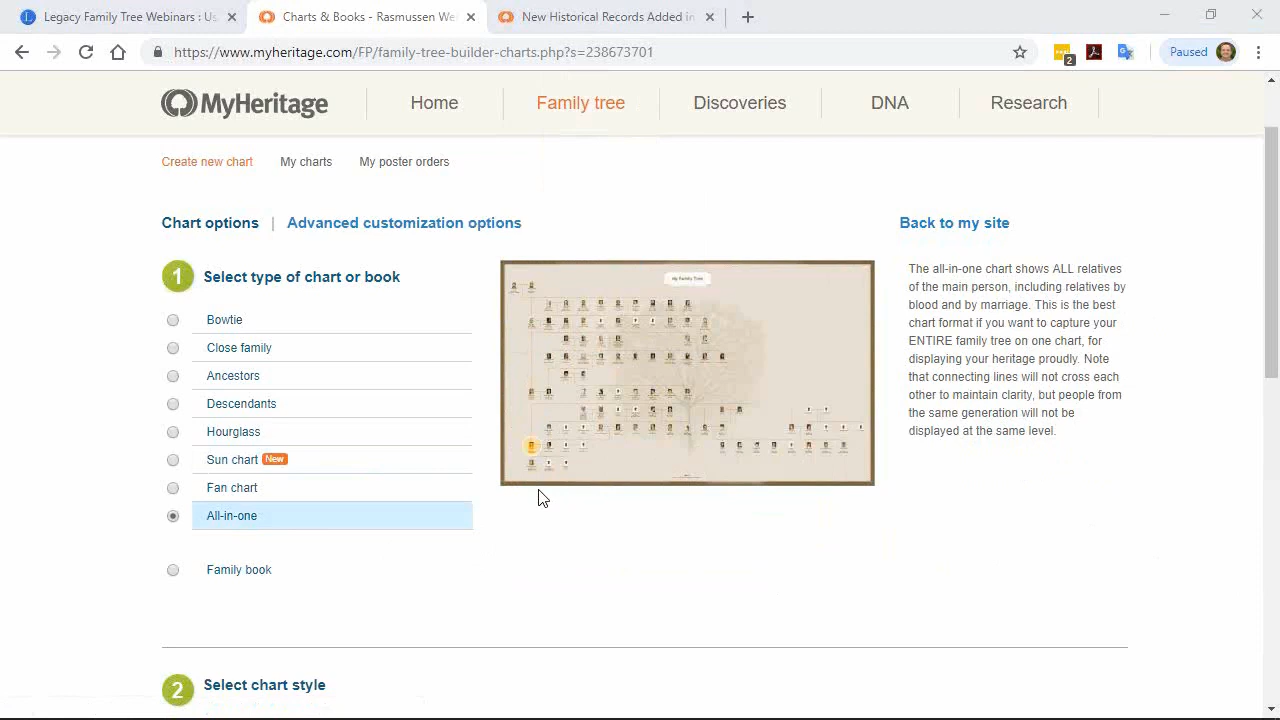 Legacy Family Tree Webinars : Us
Charts & Books - Rasmussen We
New Historical Records Added in
https://www.myheritage.com/FP/family-tree-builder-charts.php?s=238673701
2
Paused
MyHeritage
Home
Family tree
Discoveries
DNA
Research
Create new chart
My charts
My poster orders
Chart options | Advanced customization options
Back to my site
1 Select type of chart or book
Bowtie
Close family
Ancestors
Descendants
Hourglass
Sun chart New
Fan chart
All-in-one
Family book
My Family Tree
The all-in-one chart shows ALL relatives
of the main person, including relatives by
blood and by marriage. This is the best
chart format if you want to capture your
ENTIRE family tree on one chart, for
displaying your heritage proudly. Note
that connecting lines will not cross each
other to maintain clarity, but people from
the same generation will not be
displayed at the same level.
2 Select chart style